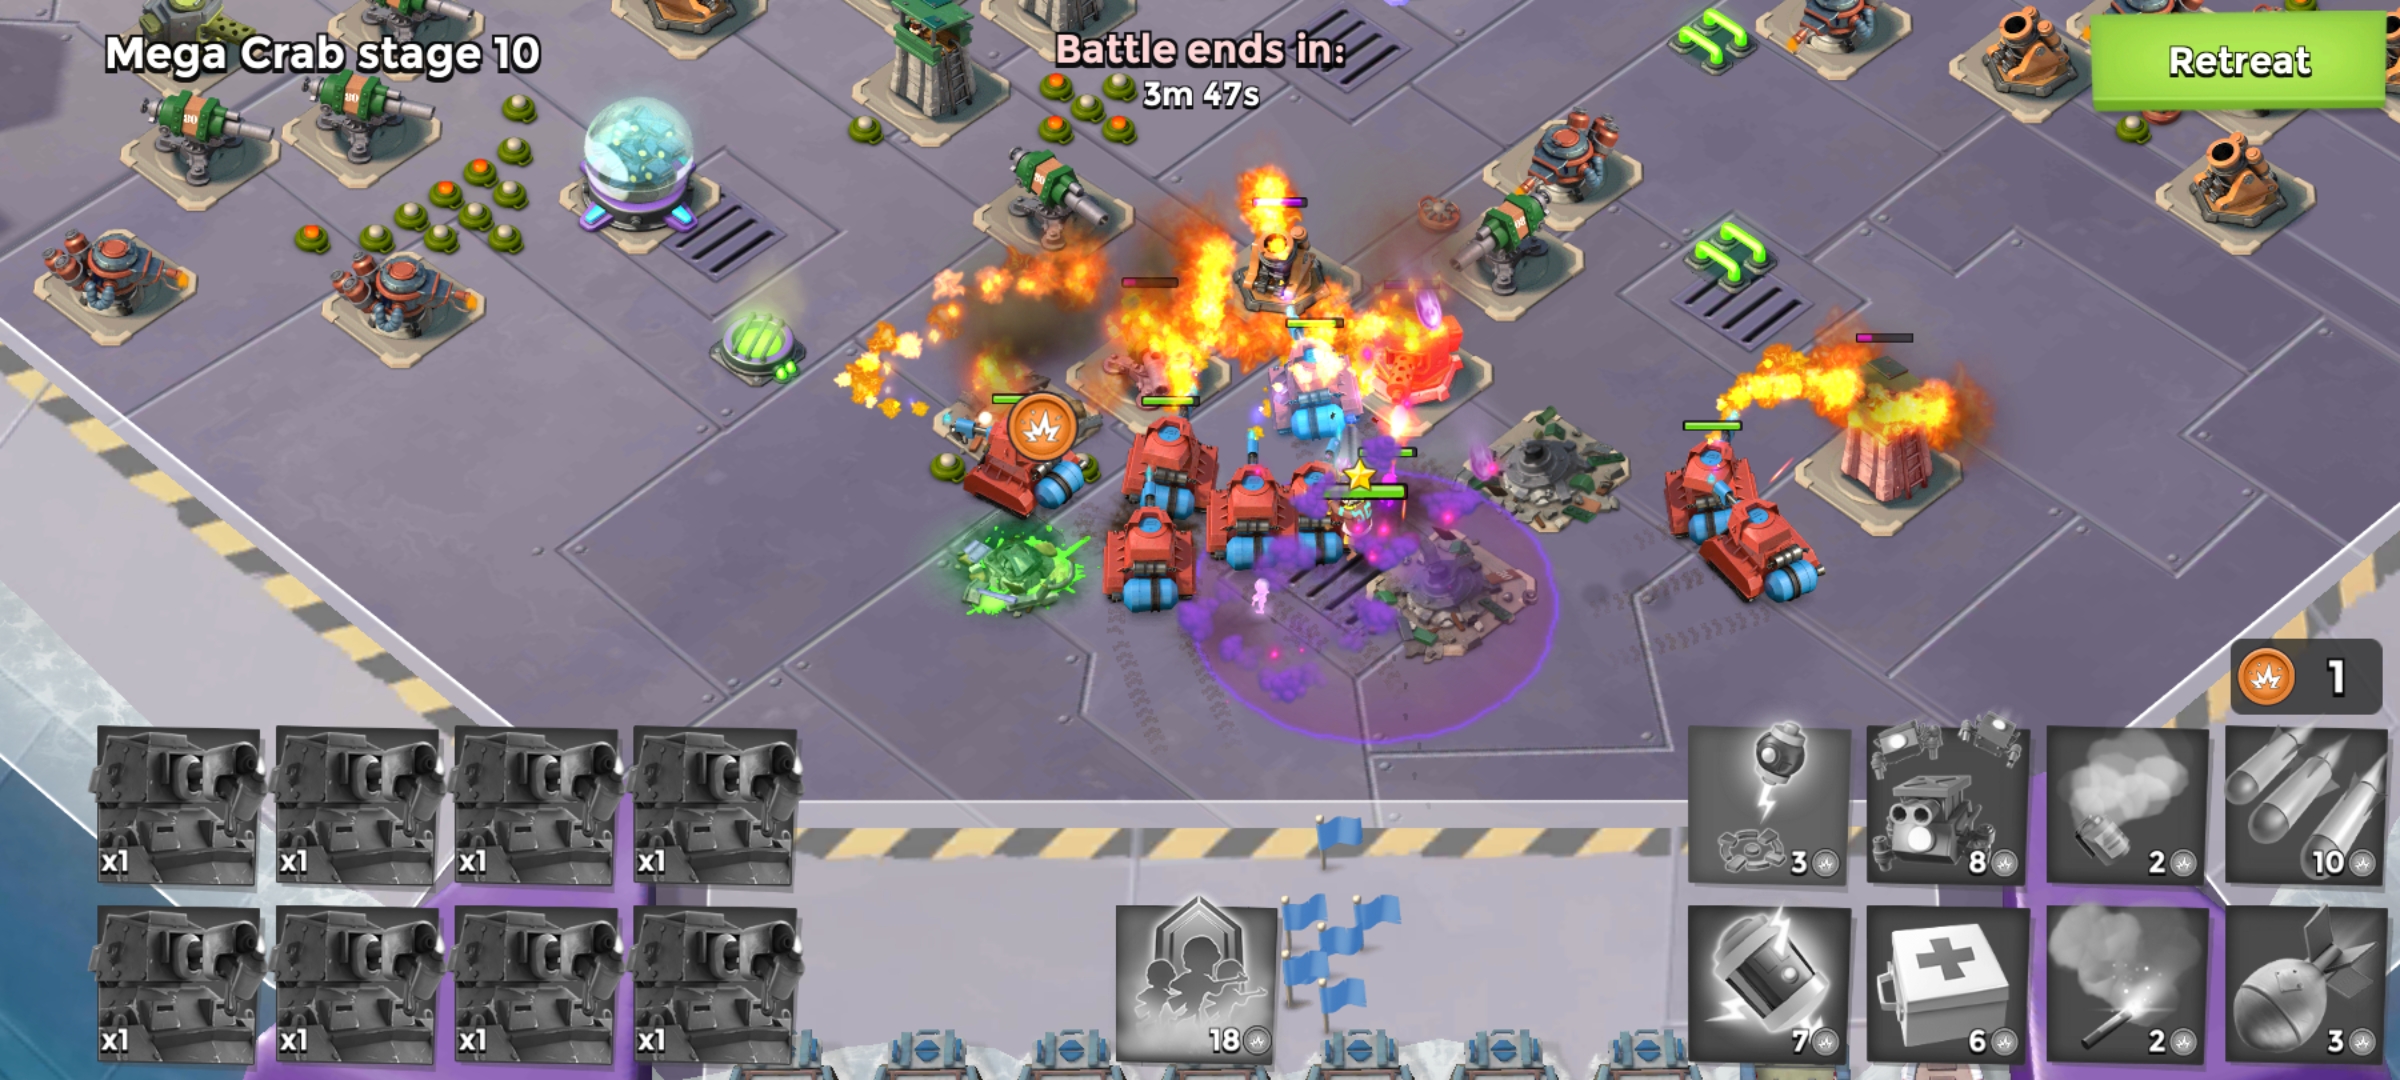 Mega Crab stage 10
Battle ends in:
3m 47s
Retreat
1
x1
x1
x1
x1
3
8
2
10
x1
x1
x1
x1
18
7
6
2
3